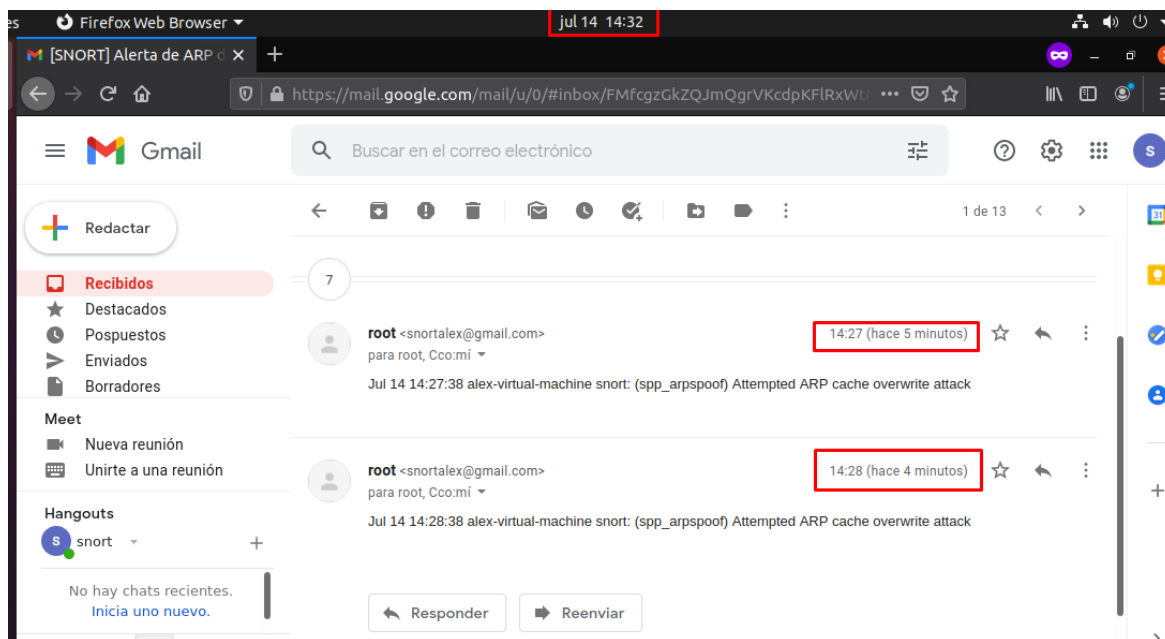 es Firefox Web Browser jul 14 14:32
[SNORT] Alerta de ARP d
https://mail.google.com/mail/u/0/#inbox/
Gmail
Buscar en el correo electrónico
S
Redactar
1 de 13
31
Recibidos
7
Destacados
Pospuestos
Enviados
Borradores
root <snortalex@gmail.com> 14:27 (hace 5 minutos)
para root, Cco:mí
Jul 14 14:27:38 alex-virtual-machine snort: (spp_arpspoof) Attempted ARP cache overwrite attack
Meet
Nueva reunión
Unirte a una reunión
root <snortalex@gmail.com> 14:28 (hace 4 minutos)
para root, Cco:mí
Jul 14 14:28:38 alex-virtual-machine snort: (spp_arpspoof) Attempted ARP cache overwrite attack
Hangouts
S snort
No hay chats recientes.
Inicia uno nuevo.
Responder Reenviar